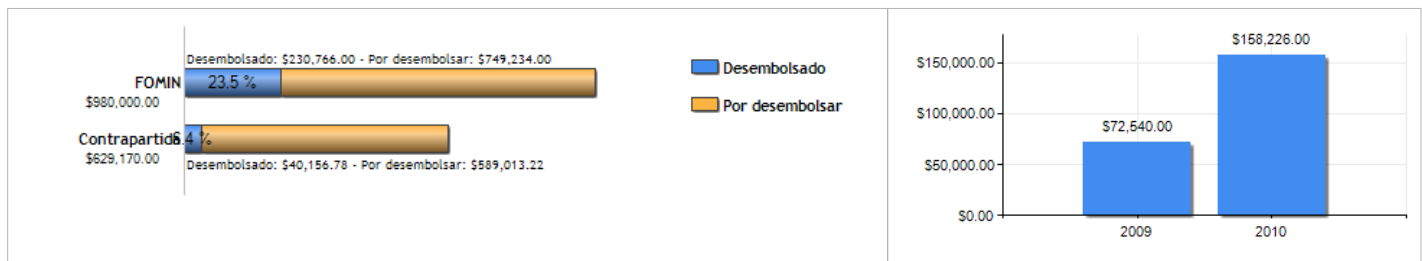 Desembolsado: $230,766.00 - Por desembolsar: $749,234.00
FOMIN
23.5 %
$980,000.00
Contrapartida
.4 %
$629,170.00
Desembolsado: $40,156.78 - Por desembolsar: $589,013.22
Desembolsado
Por desembolsar
$158,226.00
$150,000.00
$100,000.00
$72,540.00
$50,000.00
$0.00
2009
2010